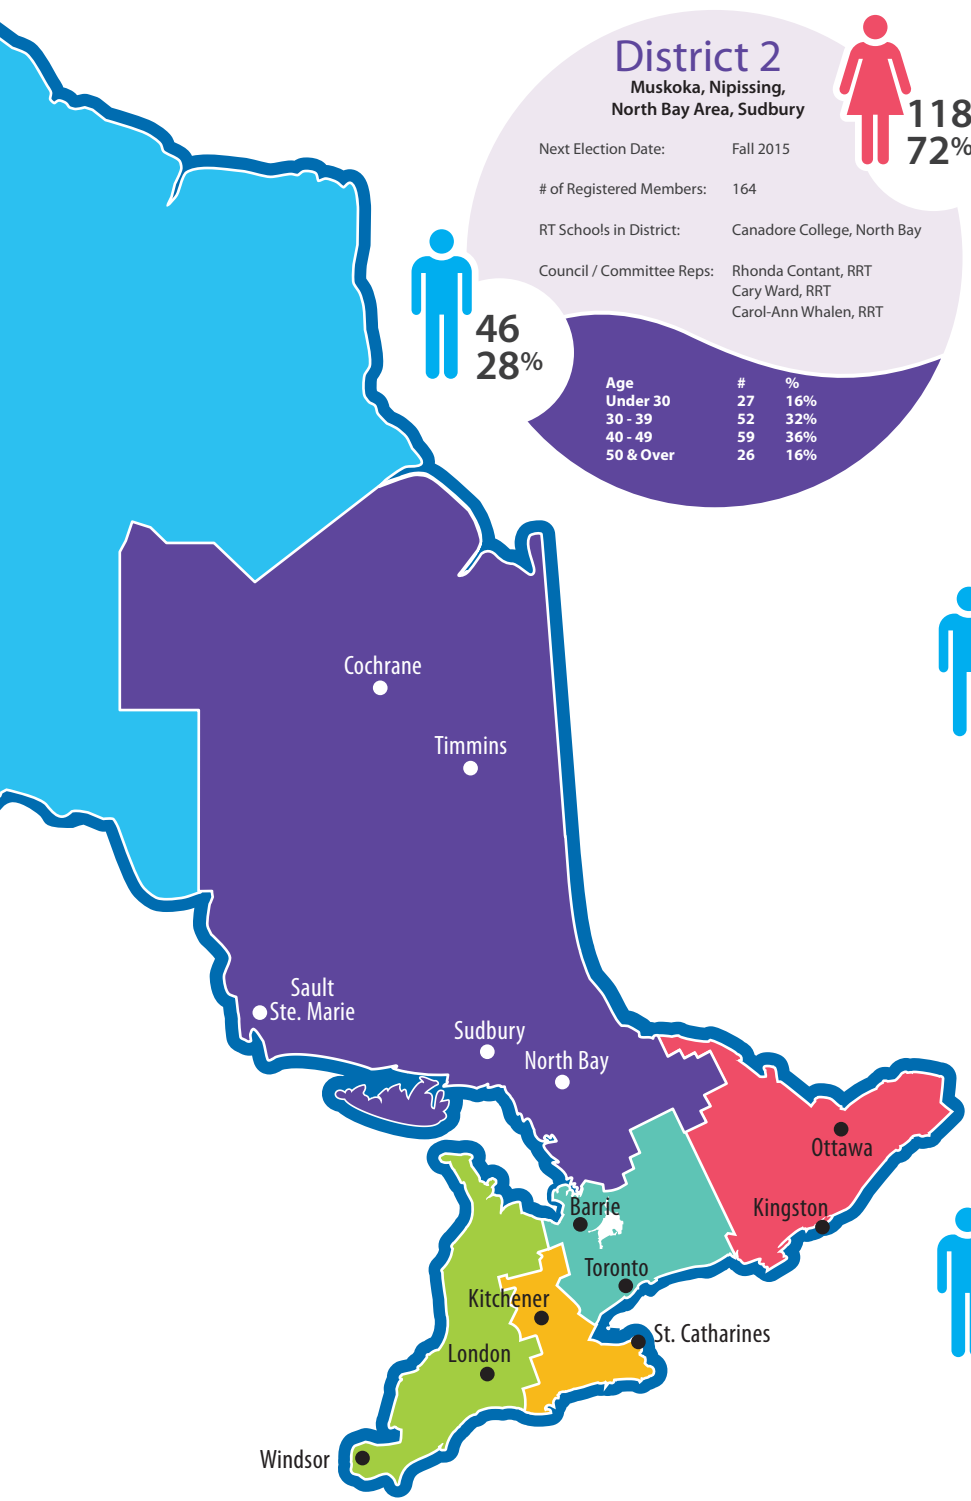 District 2
Muskoka, Nipissing,
North Bay Area, Sudbury
118
72%
Next Election Date: Fall 2015
# of Registered Members: 164
RT Schools in District: Canadore College, North Bay
Council / Committee Reps: Rhonda Contant, RRT
Cary Ward, RRT
Carol-Ann Whalen, RRT
46
28%
Age # %
Under 30 27 16%
30 - 39 52 32%
40 - 49 59 36%
50 & Over 26 16%
Cochrane
Timmins
Sault
Ste. Marie
Sudbury
North Bay
Ottawa
Barrie
Kingston
Toronto
Kitchener
St. Catharines
London
Windsor